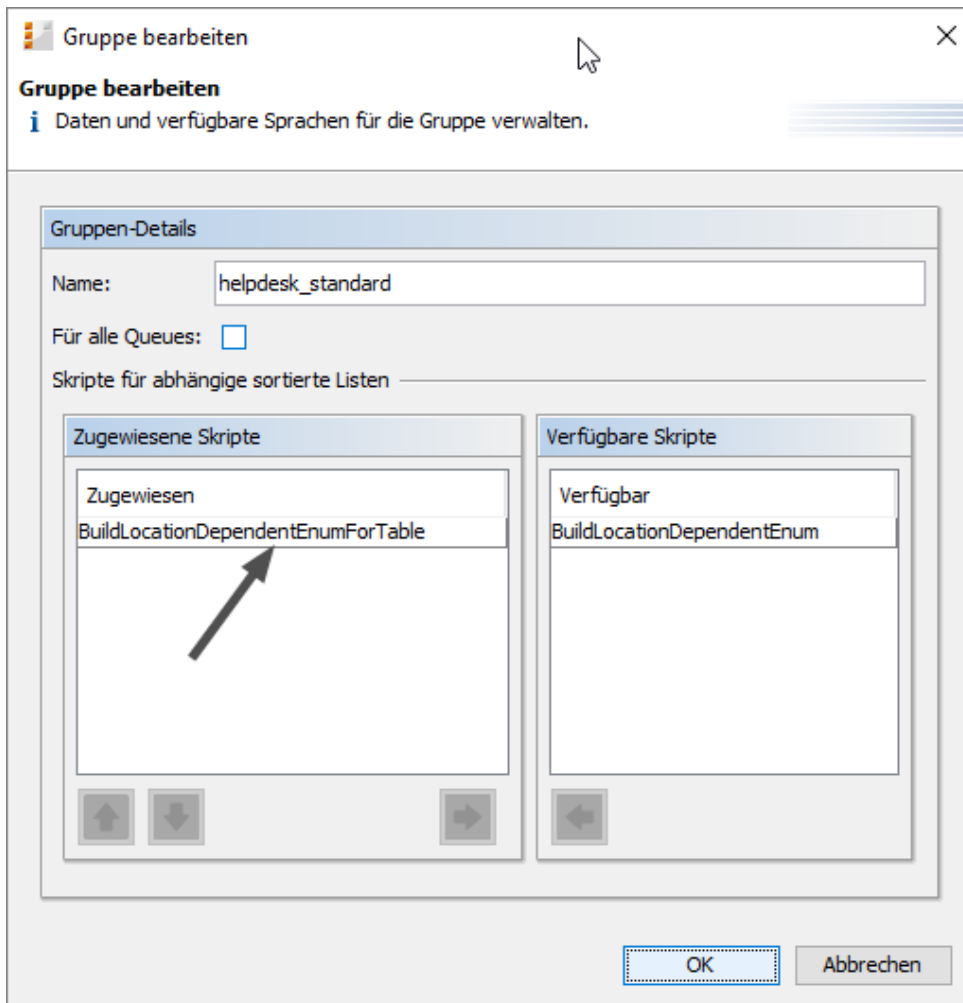 Gruppe bearbeiten
Gruppe bearbeiten
i Daten und verfügbare Sprachen für die Gruppe verwalten.
Gruppen-Details
Name: helpdesk_standard
Für alle Queues:
Skripte für abhängige sortierte Listen
Zugewiesene Skripte
Zugewiesen
BuildLocationDependentEnumForTable
Verfügbare Skripte
Verfügbar
BuildLocationDependentEnum
OK
Abbrechen